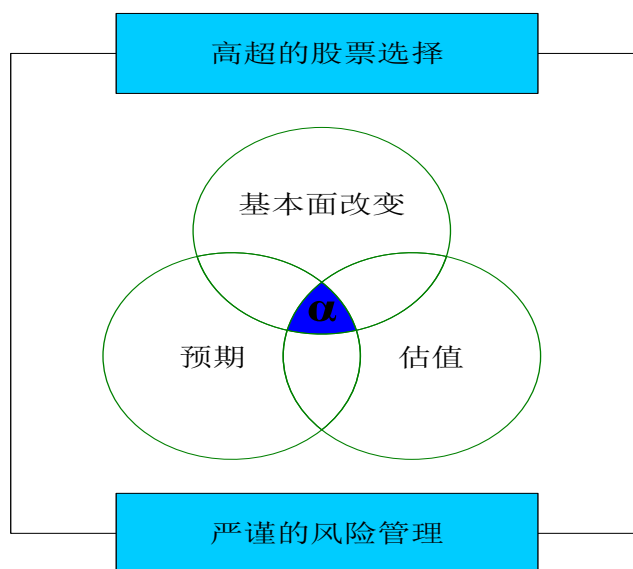 高超的股票选择
基本面改变
α
预期
估值
严谨的风险管理